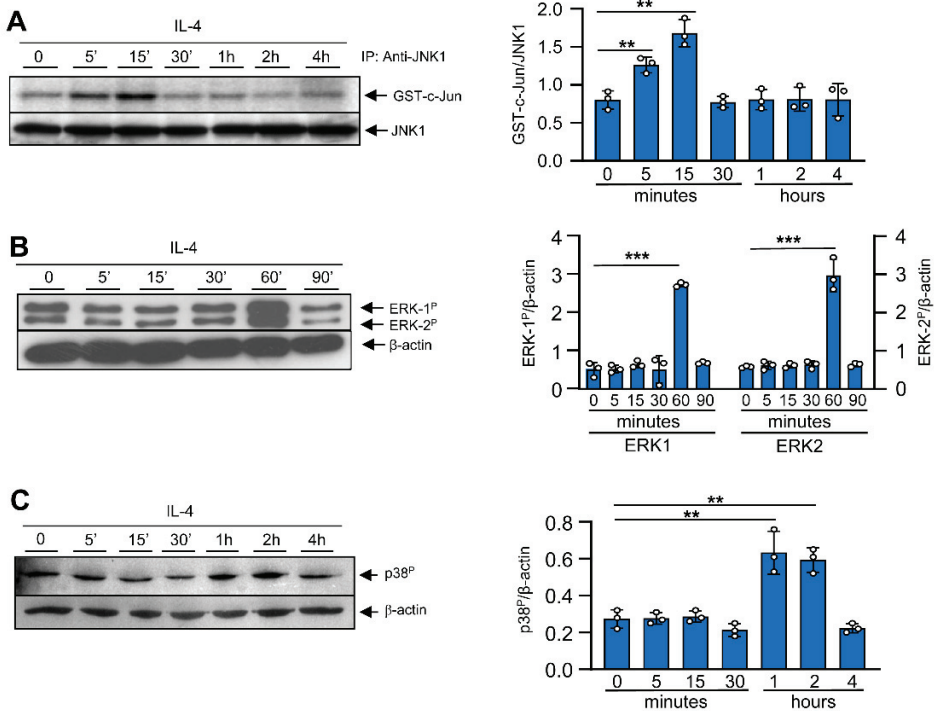 A
IL-4
0 5' 15' 30' 1h 2h 4h IP: Anti-JNK1
GST-c-Jun
JNK1
GST-c-Jun/JNK1
2.0
1.5
1.0
0.5
0.0
**
**
0 5 15 30 1 2 4
minutes hours
B
IL-4
0 5' 15' 30' 60' 90'
ERK-1ᴾ
ERK-2ᴾ
β-actin
ERK-1ᴾ/β-actin
4
3
2
1
0
***
***
4
3
2
1
0
ERK-2ᴾ/β-actin
0 5 15 30 60 90 0 5 15 30 60 90
minutes minutes
ERK1 ERK2
C
IL-4
0 5' 15' 30' 1h 2h 4h
p38ᴾ
β-actin
p38ᴾ/β-actin
0.8
0.6
0.4
0.2
0.0
**
**
0 5 15 30 1 2 4
minutes hours